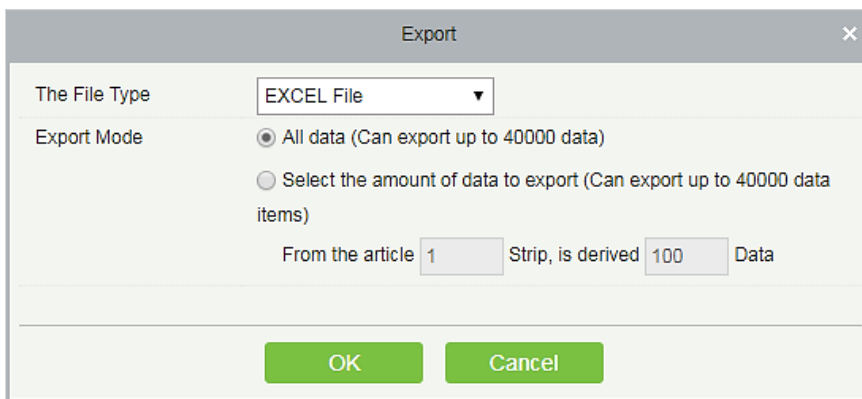 Export
The File Type EXCEL File
Export Mode All data (Can export up to 40000 data)
Select the amount of data to export (Can export up to 40000 data
items)
From the article 1 Strip, is derived 100 Data
OK Cancel